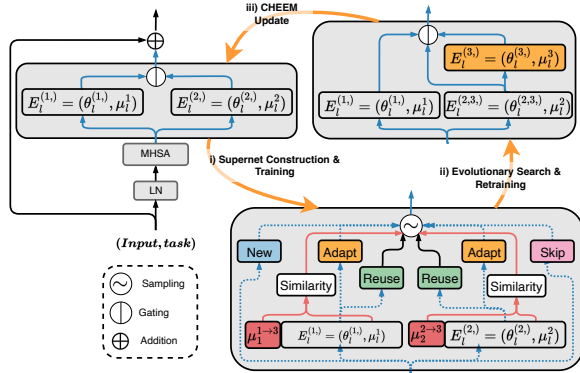 iii) CHEEM
Update
E_l^{(1,)} = (θ_l^{(1,)}, μ_l^1)
E_l^{(2,)} = (θ_l^{(2,)}, μ_l^2)
MHSA
LN
(Input, task)
E_l^{(3,)} = (θ_l^{(3,)}, μ_l^3)
E_l^{(1,)} = (θ_l^{(1,)}, μ_l^1)
E_l^{(2,3,)} = (θ_l^{(2,3,)}, μ_l^2)
i) Supernet Construction &
Training
ii) Evolutionary Search &
Retraining
New
Adapt
Reuse
Reuse
Adapt
Skip
Similarity
Similarity
μ_1^{1→3}
E_l^{(1,)} = (θ_l^{(1,)}, μ_l^1)
μ_2^{2→3}
E_l^{(2,)} = (θ_l^{(2,)}, μ_l^2)
Sampling
Gating
Addition